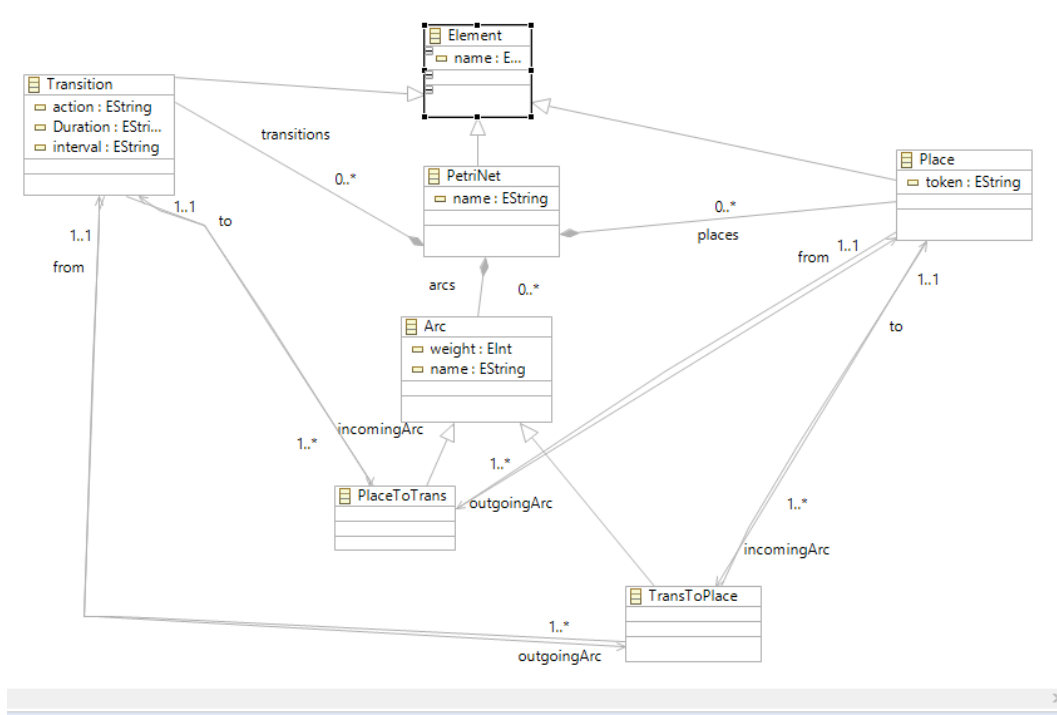 Element
name : E...
Transition
action : EString
Duration : EStri...
interval : EString
transitions
0..*
PetriNet
name : EString
Place
token : EString
0..*
places
1..1
to
1..1
from
from
1..1
1..1
to
arcs
0..*
Arc
weight : EInt
name : EString
incomingArc
1..*
1..*
outgoingArc
PlaceToTrans
1..*
incomingArc
TransToPlace
1..*
outgoingArc